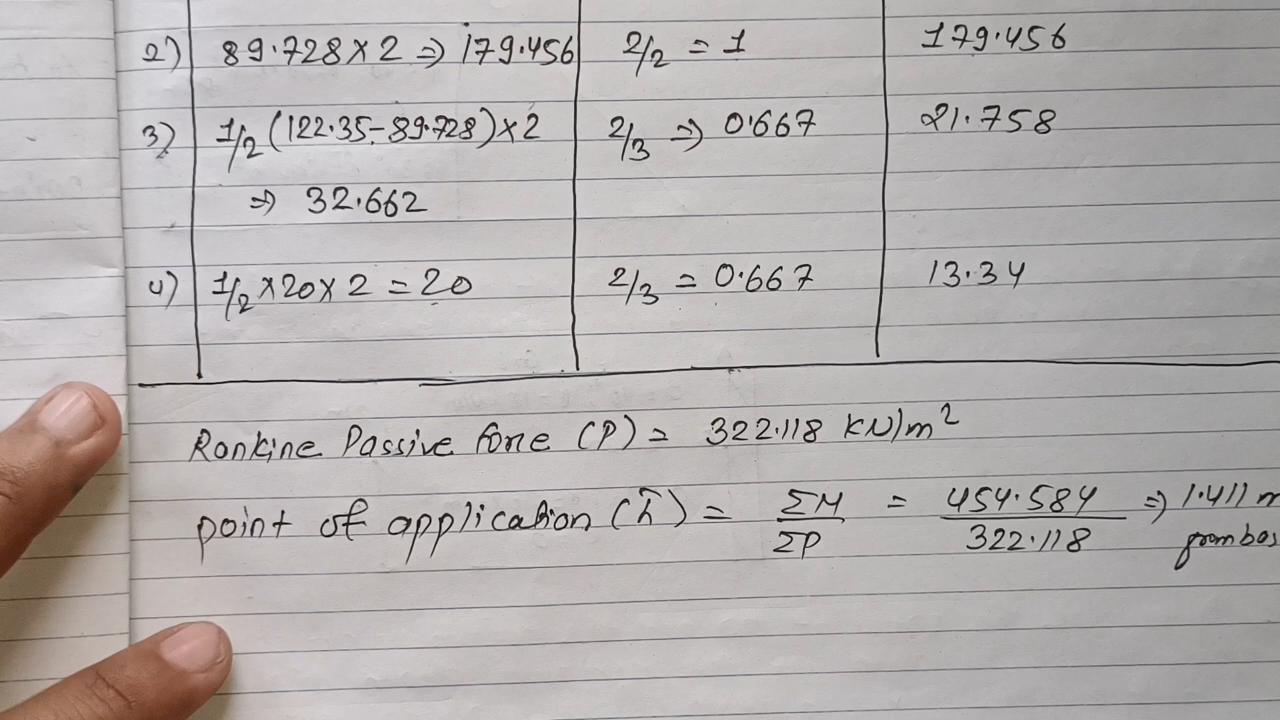 2) 89.728 x 2 ⇒ 179.456 2/2 = 1 179.456
3) 1/2 (122.35 - 89.728) x 2 2/3 ⇒ 0.667 21.758
⇒ 32.662
4) 1/2 x 20 x 2 = 20 2/3 = 0.667 13.34
Rankine Passive force (P) = 322.118 KN/m²
point of application (h̄) = ΣM/ΣP = 454.584/322.118 ⇒ 1.411 m
from bas